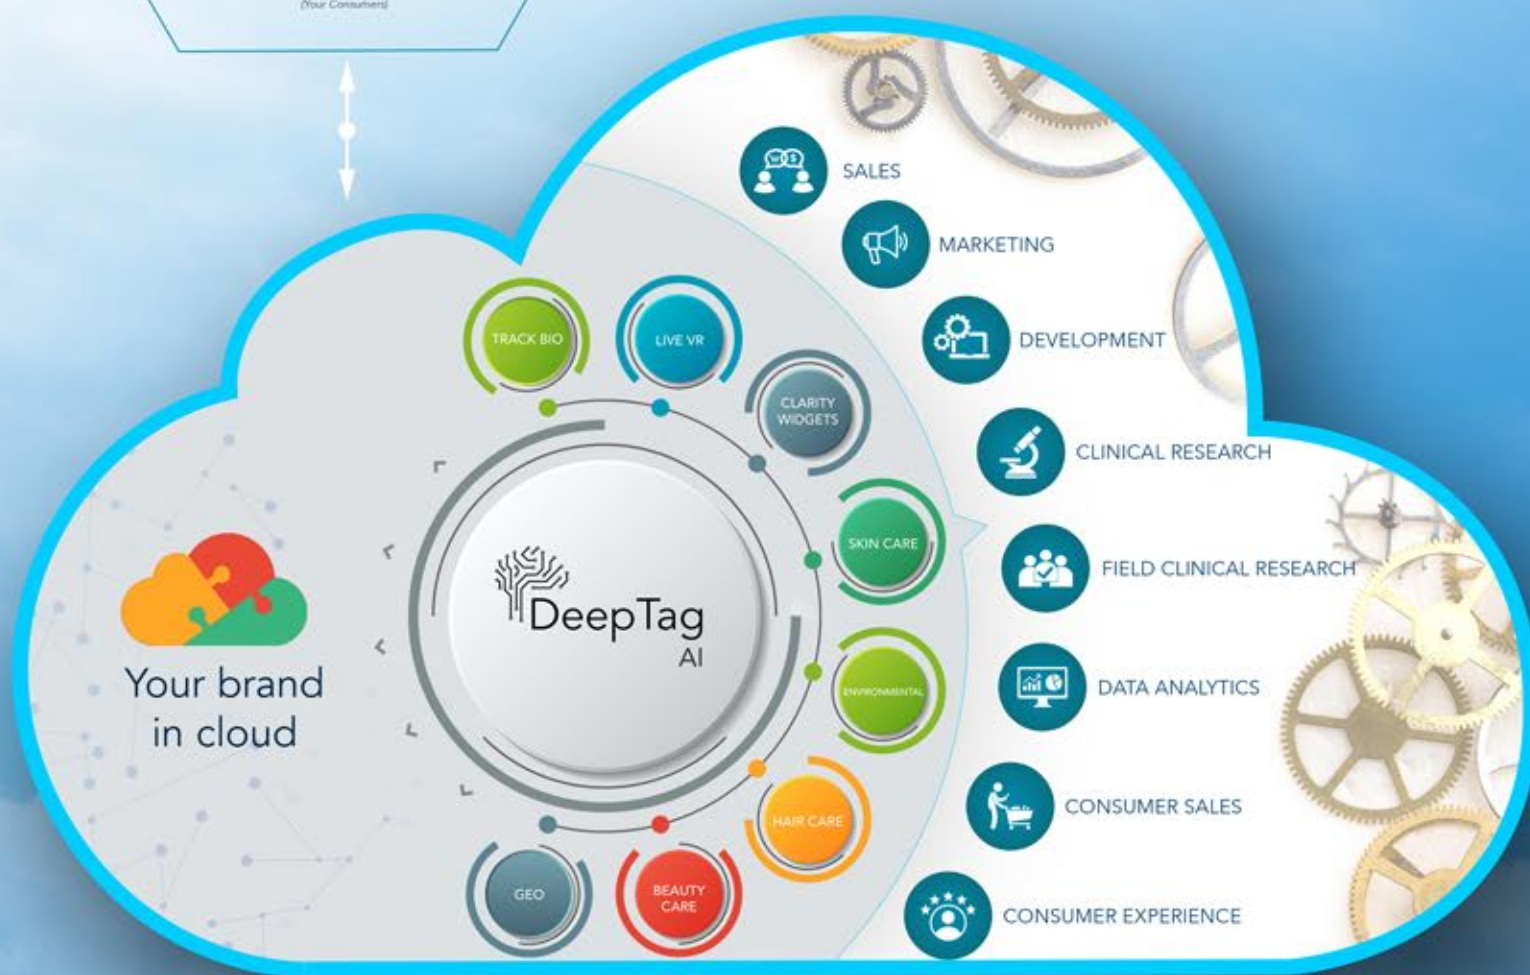 (Your Consumers)
SALES
MARKETING
DEVELOPMENT
CLINICAL RESEARCH
FIELD CLINICAL RESEARCH
DATA ANALYTICS
CONSUMER SALES
CONSUMER EXPERIENCE
TRACK BIO
LIVE VR
CLARITY
WIDGETS
SKIN CARE
ENVIRONMENTAL
HAIR CARE
BEAUTY
CARE
GEO
DeepTag
AI
Your brand
in cloud